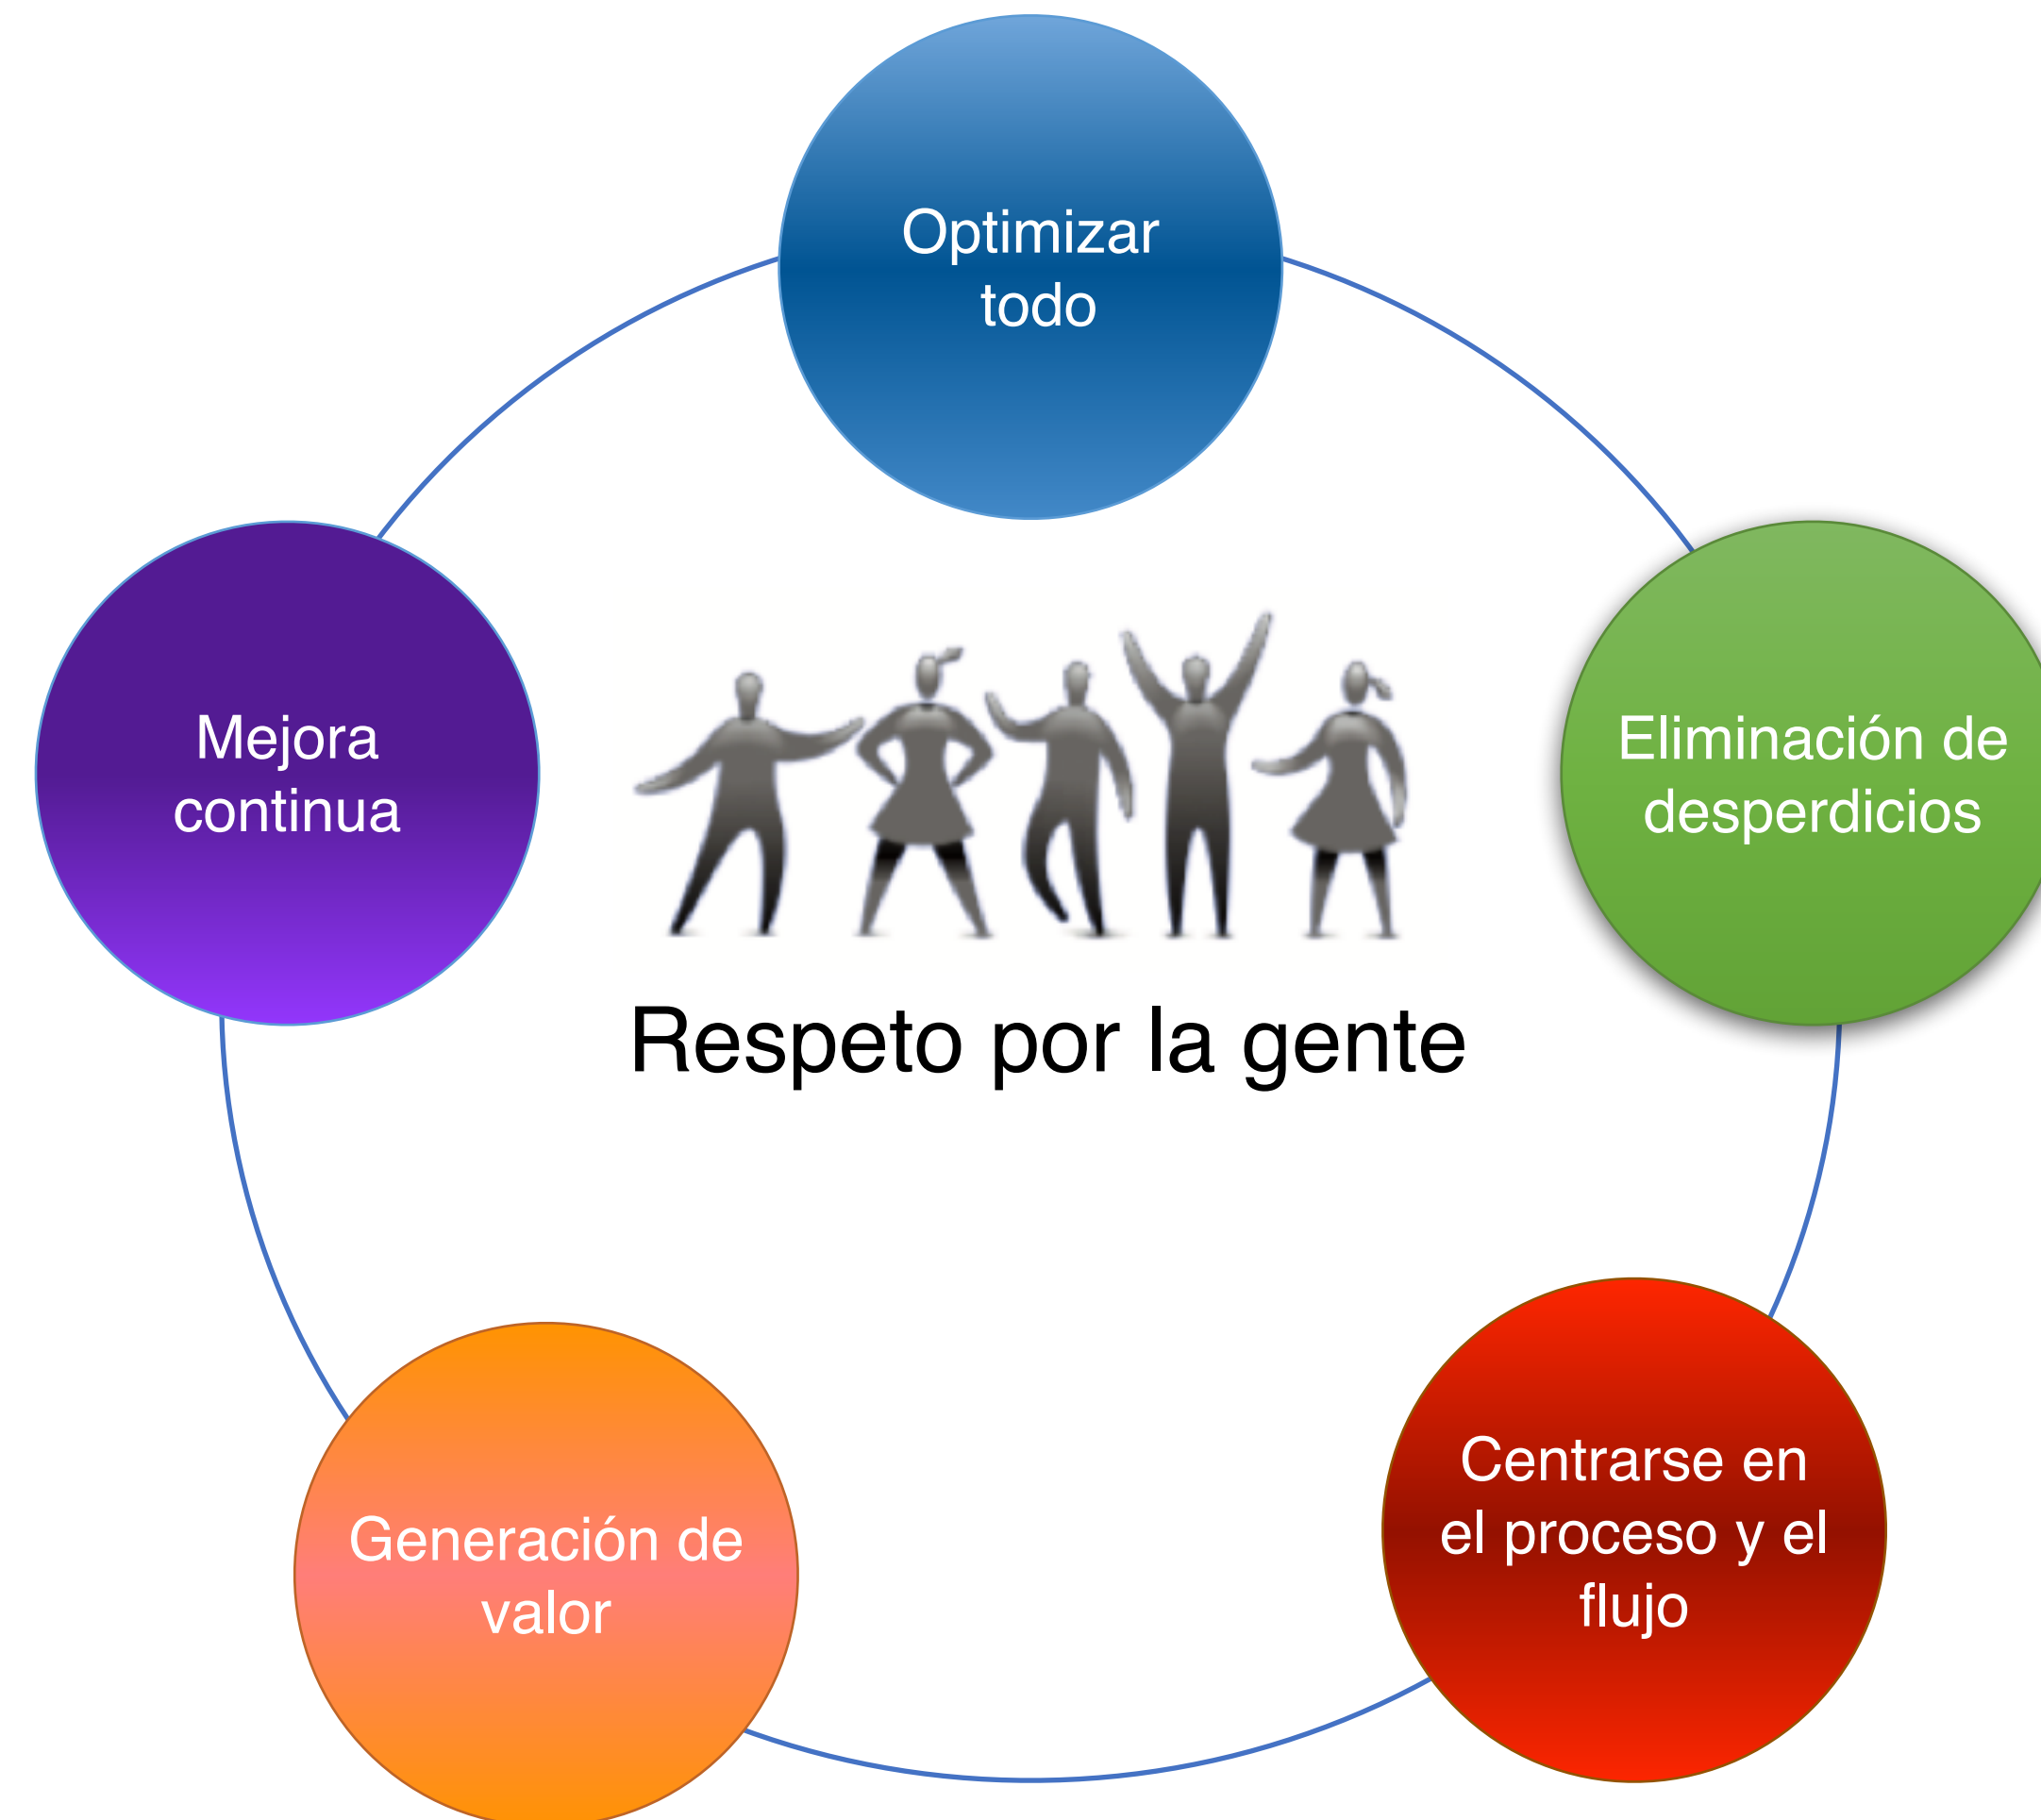 Optimizar
todo
Mejora
continua
Eliminación de
desperdicios
Respeto por la gente
Centrarse en
el proceso y el
flujo
Generación de
valor